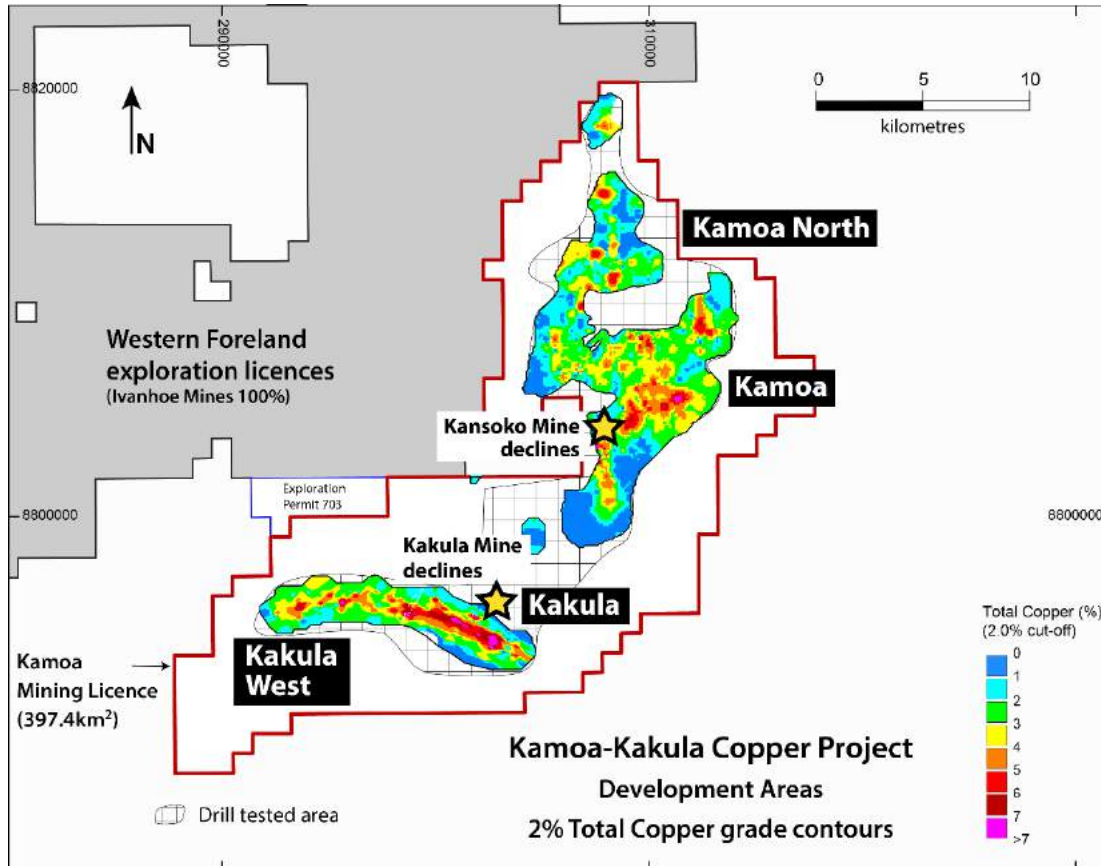 290000
310000
8820000
0 5 10
kilometres
N
Kamoa North
Western Foreland
exploration licences
(Ivanhoe Mines 100%)
Kamoa
Kansoko Mine
declines
Exploration
Permit 703
8800000
8800000
Kakula Mine
declines
Kakula
Total Copper (%)
(2.0% cut-off)
0
1
2
3
4
5
6
7
>7
Kakula
West
Kamoa
Mining Licence
(397.4km²)
Kamoa-Kakula Copper Project
Development Areas
2% Total Copper grade contours
Drill tested area